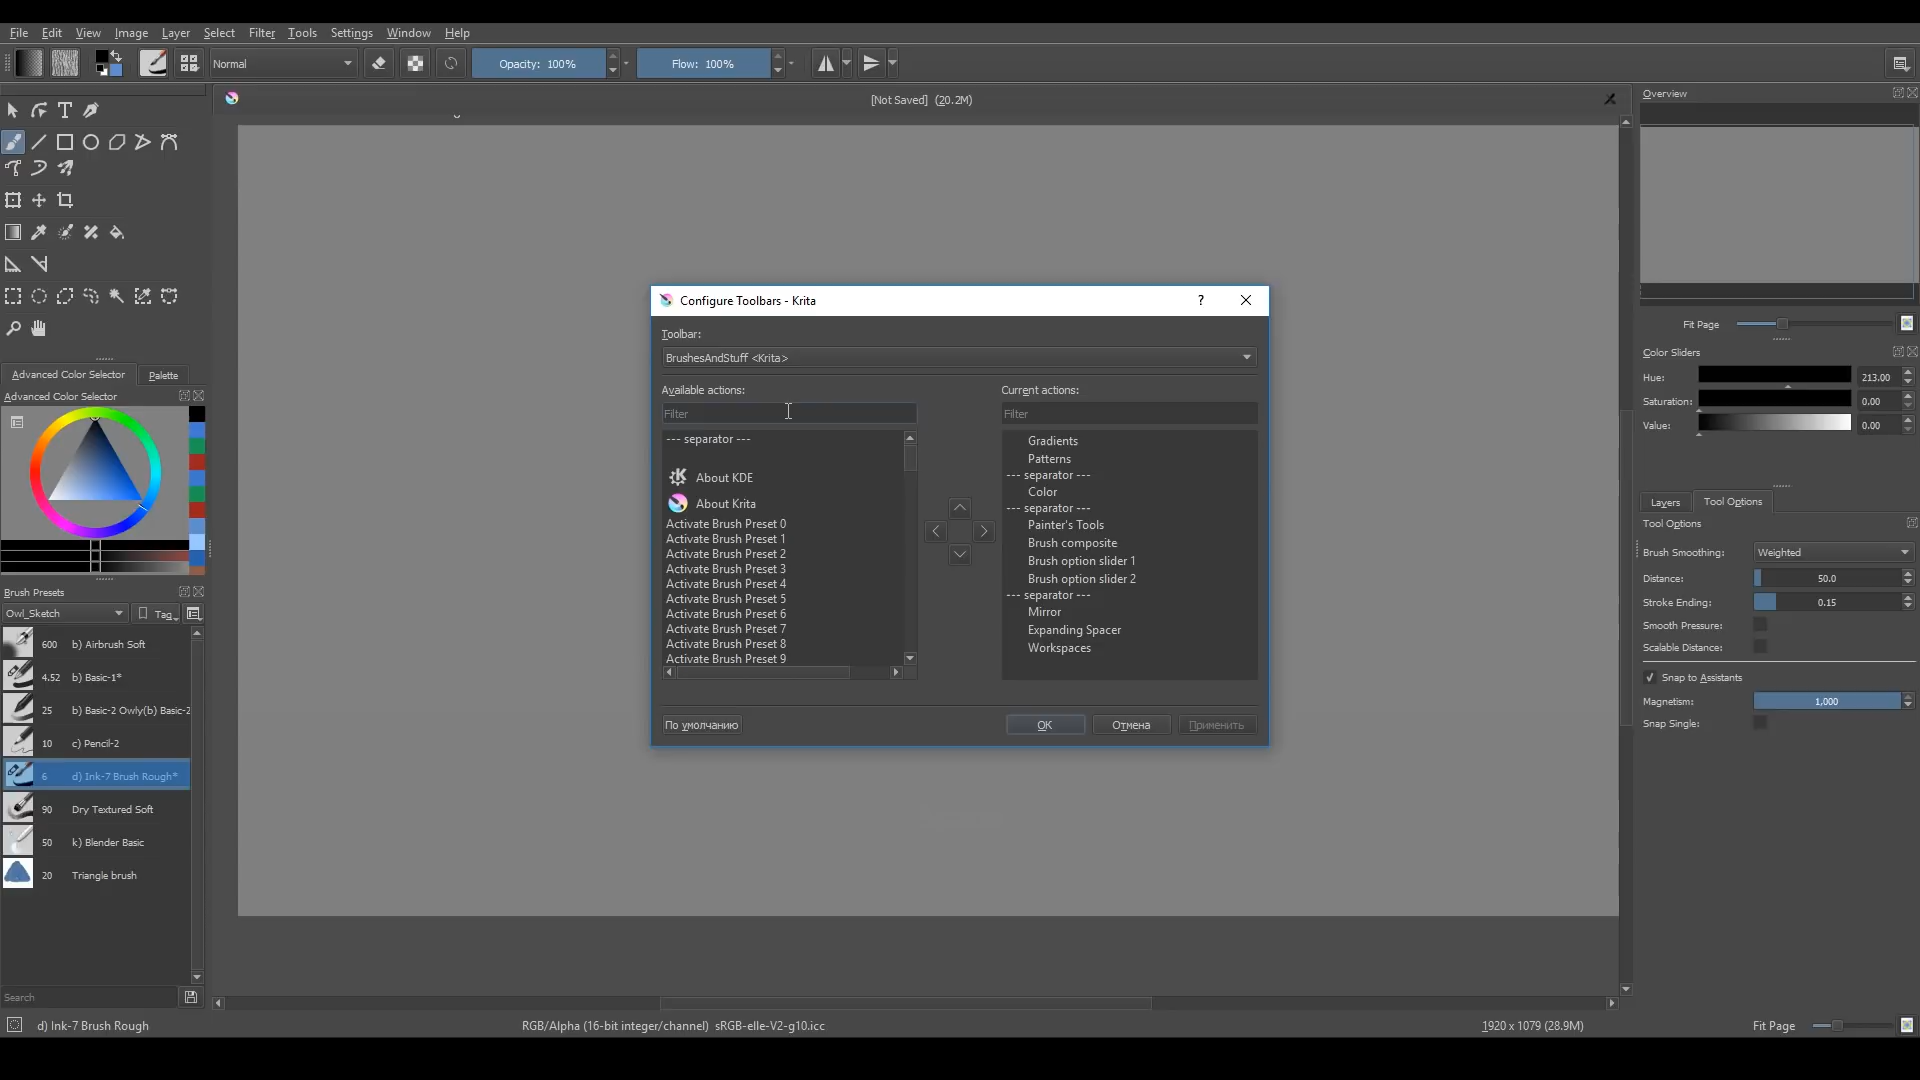 File Edit View Image Layer Select Filter Tools Settings Window Help
Normal Opacity: 100% Flow: 100%
[Not Saved] (20.2M)
Overview
Fit Page
Color Sliders
Hue: 213.00
Saturation: 0.00
Value: 0.00
Layers Tool Options
Tool Options
Brush Smoothing: Weighted
Distance: 50.0
Stroke Ending: 0.15
Smooth Pressure:
Scalable Distance:
Snap to Assistants
Magnetism: 1,000
Snap Single:
Advanced Color Selector Palette
Advanced Color Selector
Brush Presets
Owl_Sketch Tag
600 b) Airbrush Soft
4.52 b) Basic-1*
25 b) Basic-2 Owly(b) Basic-2
10 c) Pencil-2
6 d) Ink-7 Brush Rough*
90 Dry Textured Soft
50 k) Blender Basic
20 Triangle brush
Search
Configure Toolbars - Krita ?
Toolbar:
BrushesAndStuff <Krita>
Available actions: Current actions:
Filter Filter
--- separator ---
About KDE
About Krita
Activate Brush Preset 0
Activate Brush Preset 1
Activate Brush Preset 2
Activate Brush Preset 3
Activate Brush Preset 4
Activate Brush Preset 5
Activate Brush Preset 6
Activate Brush Preset 7
Activate Brush Preset 8
Activate Brush Preset 9
Gradients
Patterns
--- separator ---
Color
--- separator ---
Painter's Tools
Brush composite
Brush option slider 1
Brush option slider 2
--- separator ---
Mirror
Expanding Spacer
Workspaces
По умолчанию OK Отмена Применить
d) Ink-7 Brush Rough RGB/Alpha (16-bit integer/channel) sRGB-elle-V2-g10.icc 1920 x 1079 (28.9M) Fit Page